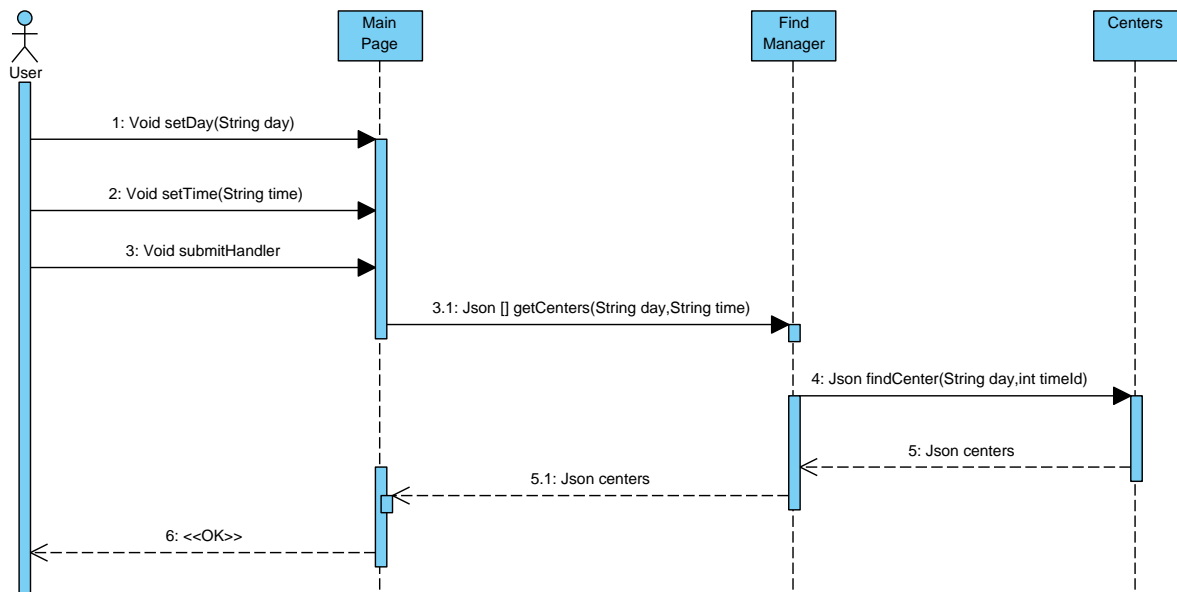 User
Main
Page
Find
Manager
Centers
1: Void setDay(String day)
2: Void setTime(String time)
3: Void submitHandler
3.1: Json [] getCenters(String day,String time)
4: Json findCenter(String day,int timeId)
5: Json centers
5.1: Json centers
6: <<OK>>